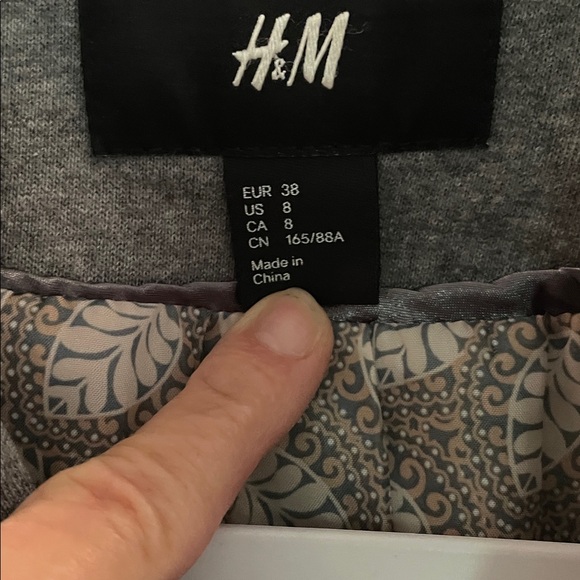 H&M
EUR 38
US 8
CA 8
CN 165/88A
Made in
China